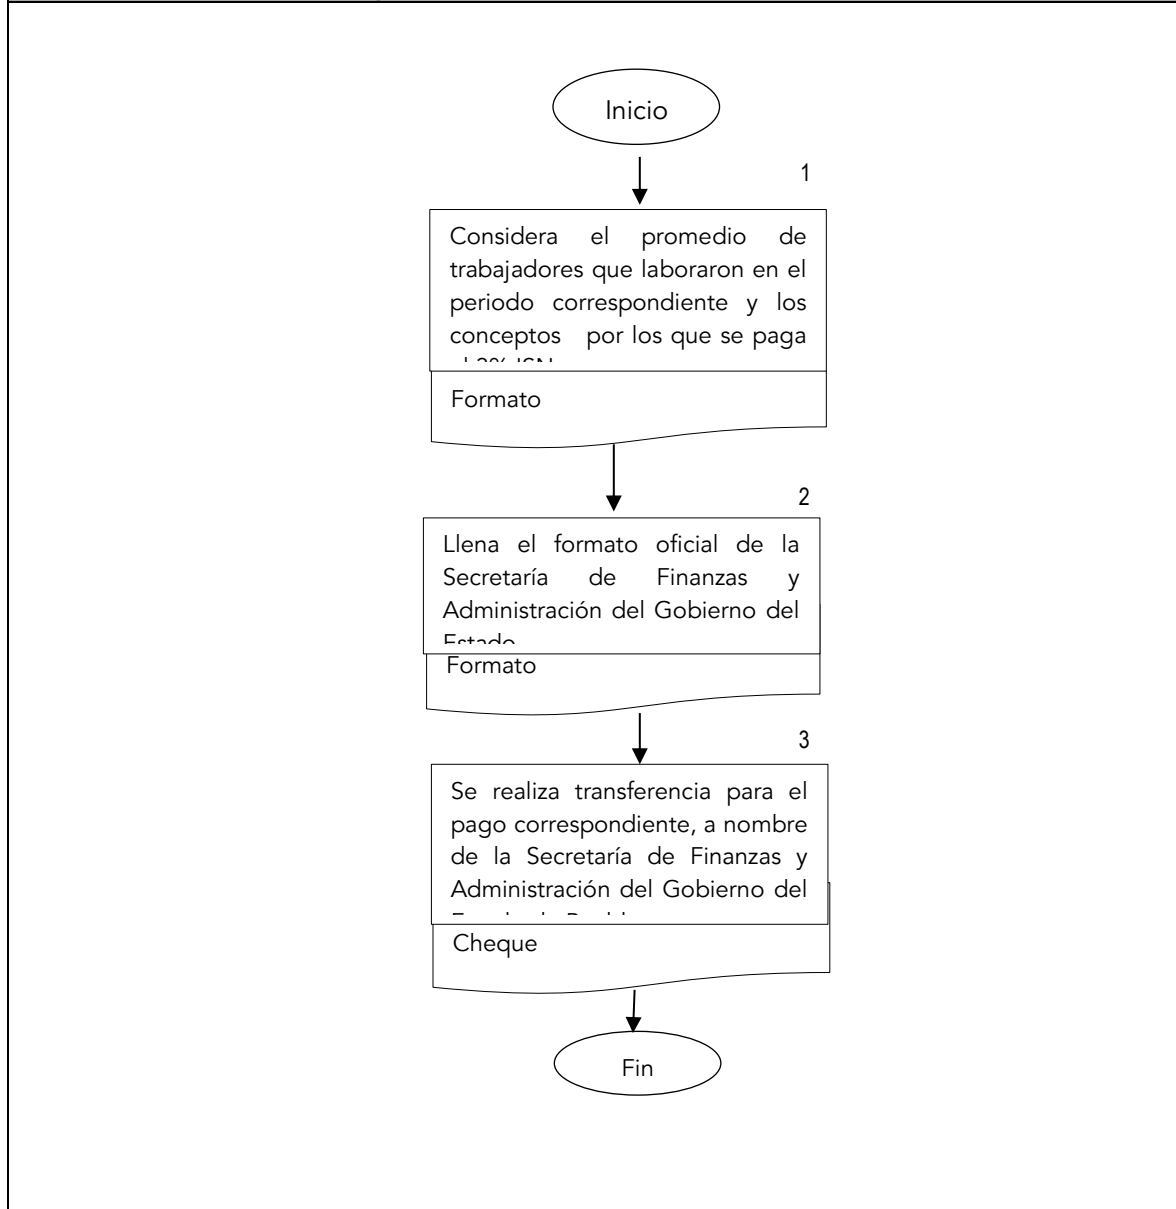 Inicio
1
Considera el promedio de
trabajadores que laboraron en el
periodo correspondiente y los
conceptos por los que se paga
Formato
2
Llena el formato oficial de la
Secretaría de Finanzas y
Administración del Gobierno del
Estado
Formato
3
Se realiza transferencia para el
pago correspondiente, a nombre
de la Secretaría de Finanzas y
Administración del Gobierno del
Cheque
Fin